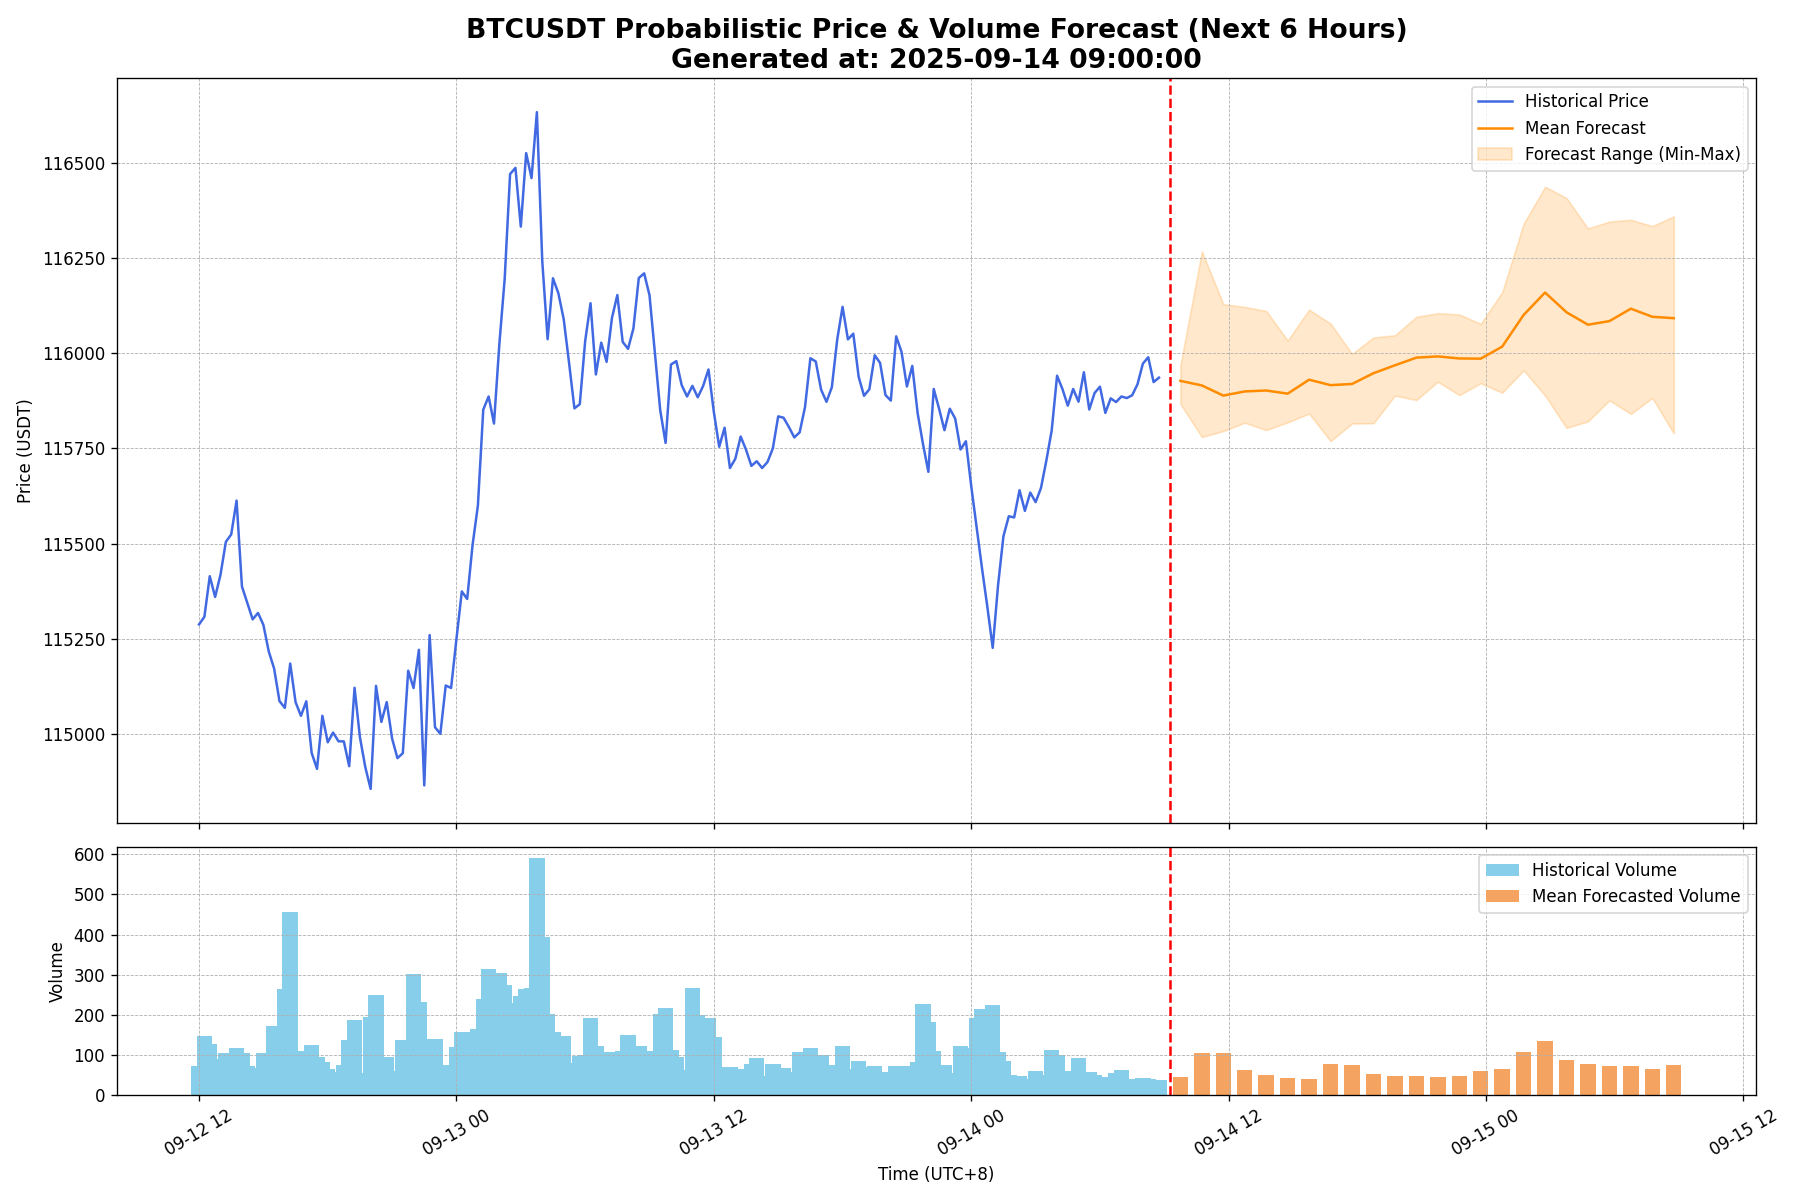 BTCUSDT Probabilistic Price & Volume Forecast (Next 6 Hours)
Generated at: 2025-09-14 09:00:00
Historical Price
Mean Forecast
Forecast Range (Min-Max)
Price (USDT)
116500
116250
116000
115750
115500
115250
115000
Historical Volume
Mean Forecasted Volume
Volume
600
500
400
300
200
100
0
09-12 12
09-13 00
09-13 12
09-14 00
09-14 12
09-15 00
09-15 12
Time (UTC+8)